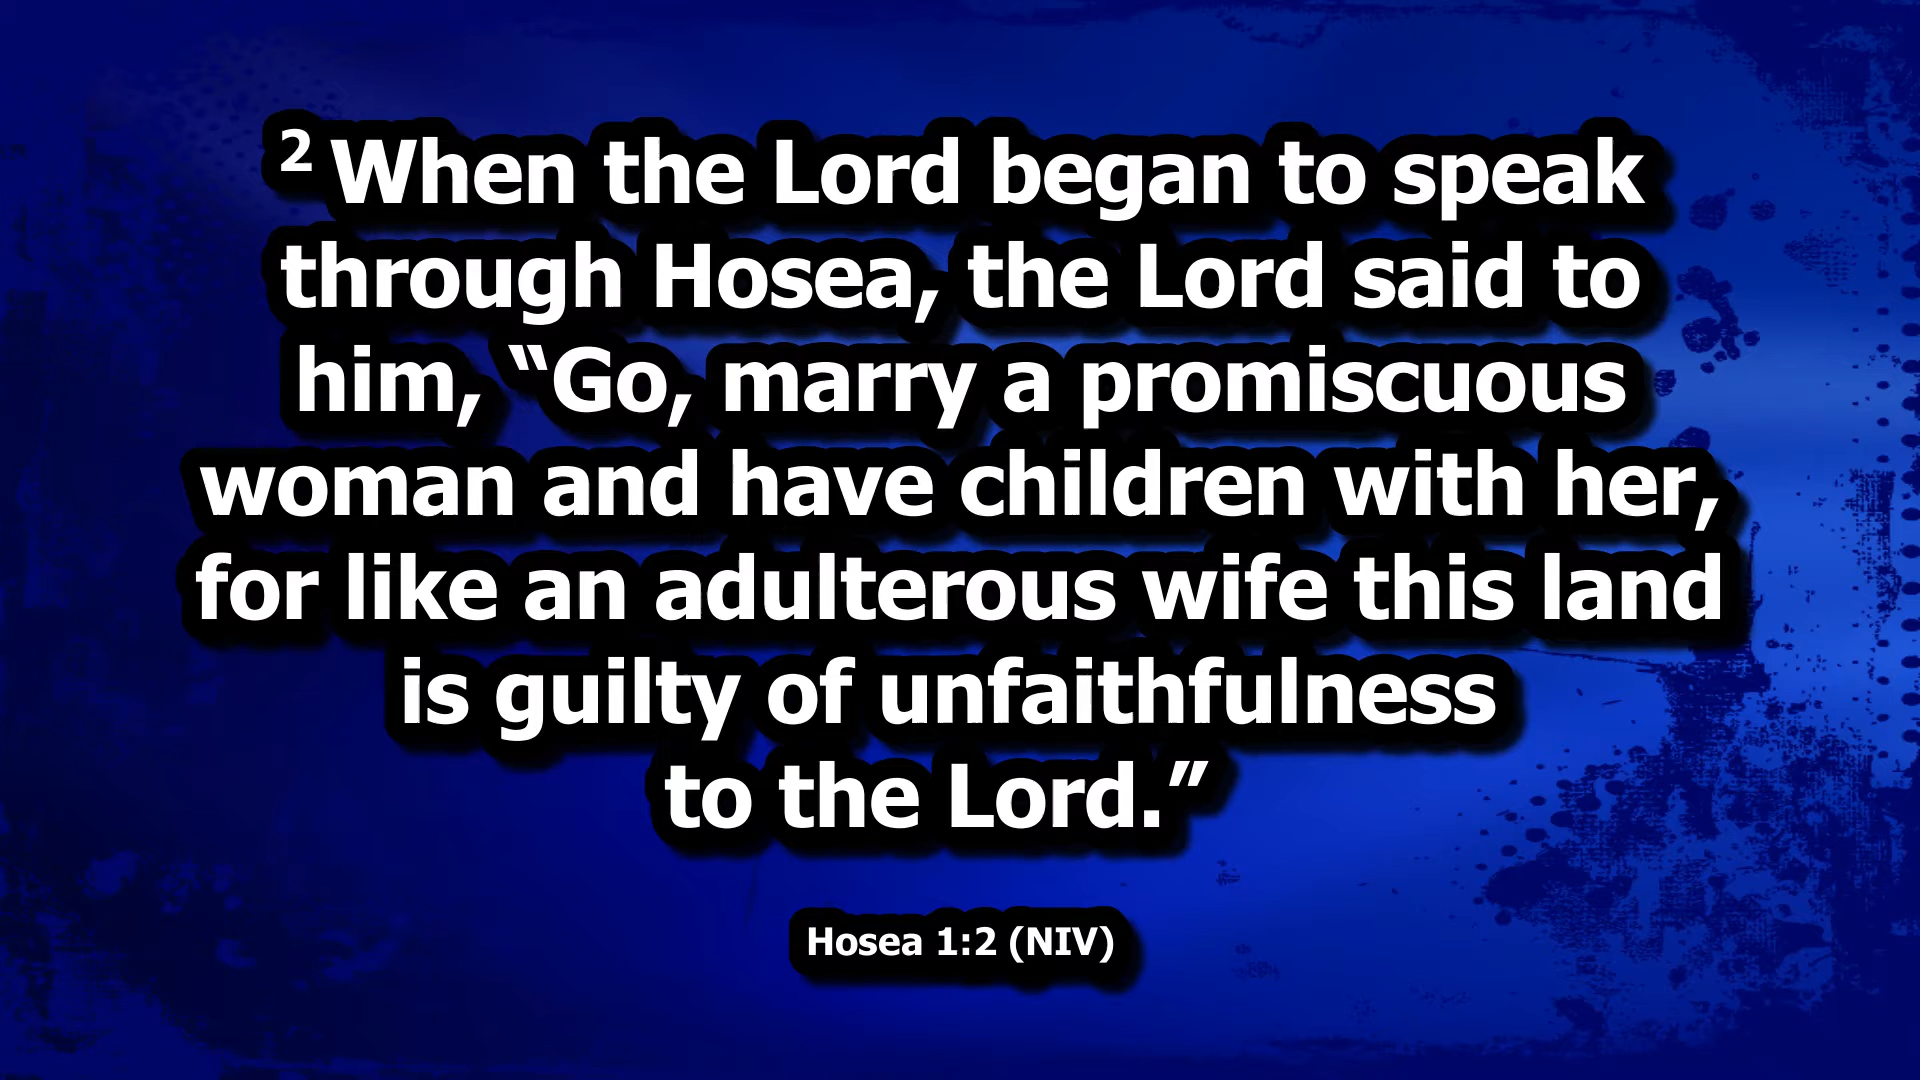 2 When the Lord began to speak
through Hosea, the Lord said to
him, “Go, marry a promiscuous
woman and have children with her,
for like an adulterous wife this land
is guilty of unfaithfulness
to the Lord.”
Hosea 1:2 (NIV)